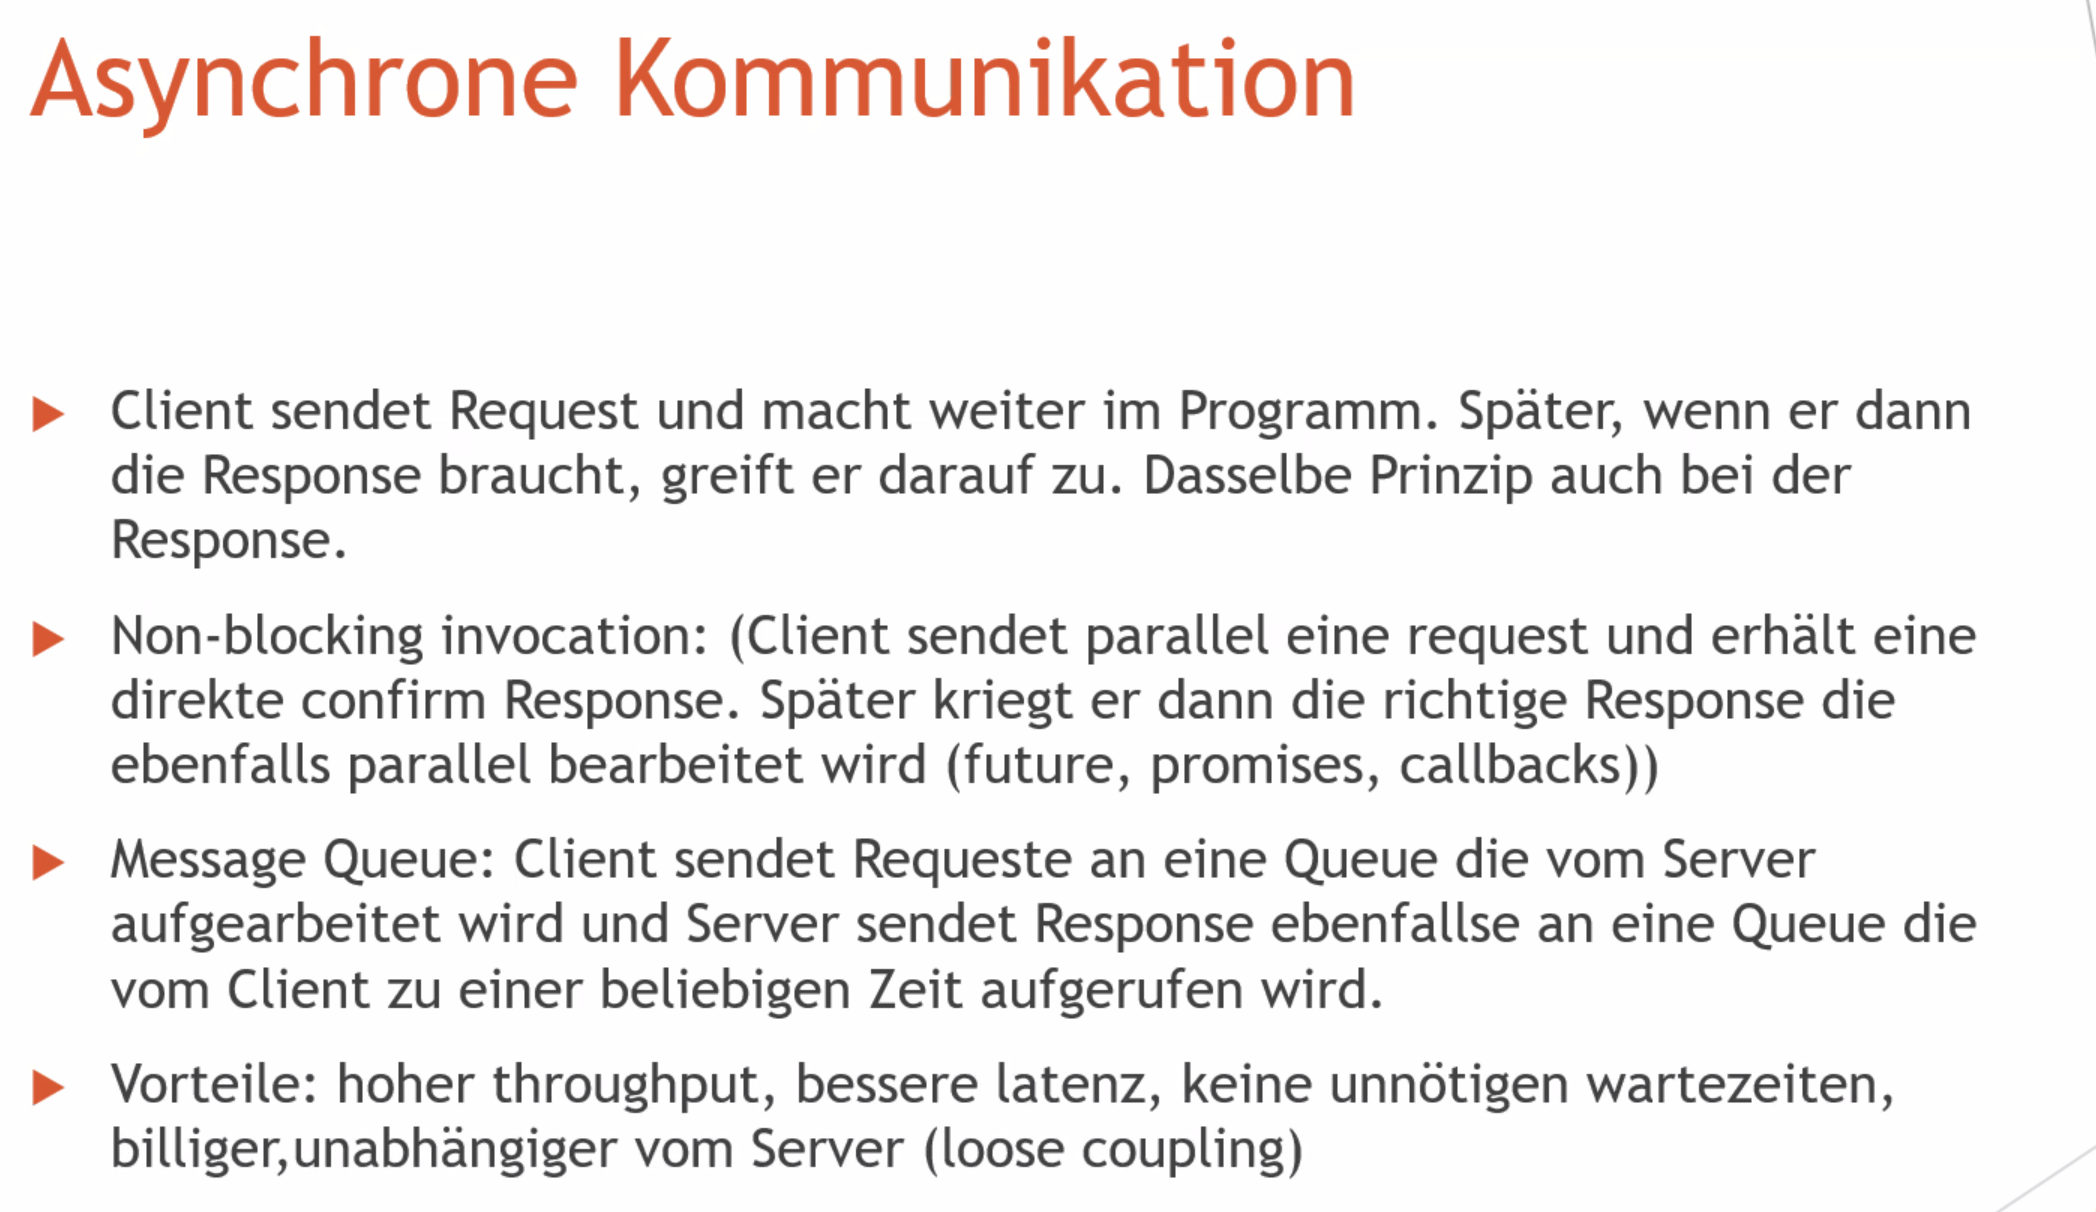 Asynchrone Kommunikation
Client sendet Request und macht weiter im Programm. Später, wenn er dann
die Response braucht, greift er darauf zu. Dasselbe Prinzip auch bei der
Response.
Non-blocking invocation: (Client sendet parallel eine request und erhält eine
direkte confirm Response. Später kriegt er dann die richtige Response die
ebenfalls parallel bearbeitet wird (future, promises, callbacks))
Message Queue: Client sendet Requeste an eine Queue die vom Server
aufgearbeitet wird und Server sendet Response ebenfallse an eine Queue die
vom Client zu einer beliebigen Zeit aufgerufen wird.
Vorteile: hoher throughput, bessere latenz, keine unnötigen wartezeiten,
billiger,unabhängiger vom Server (loose coupling)